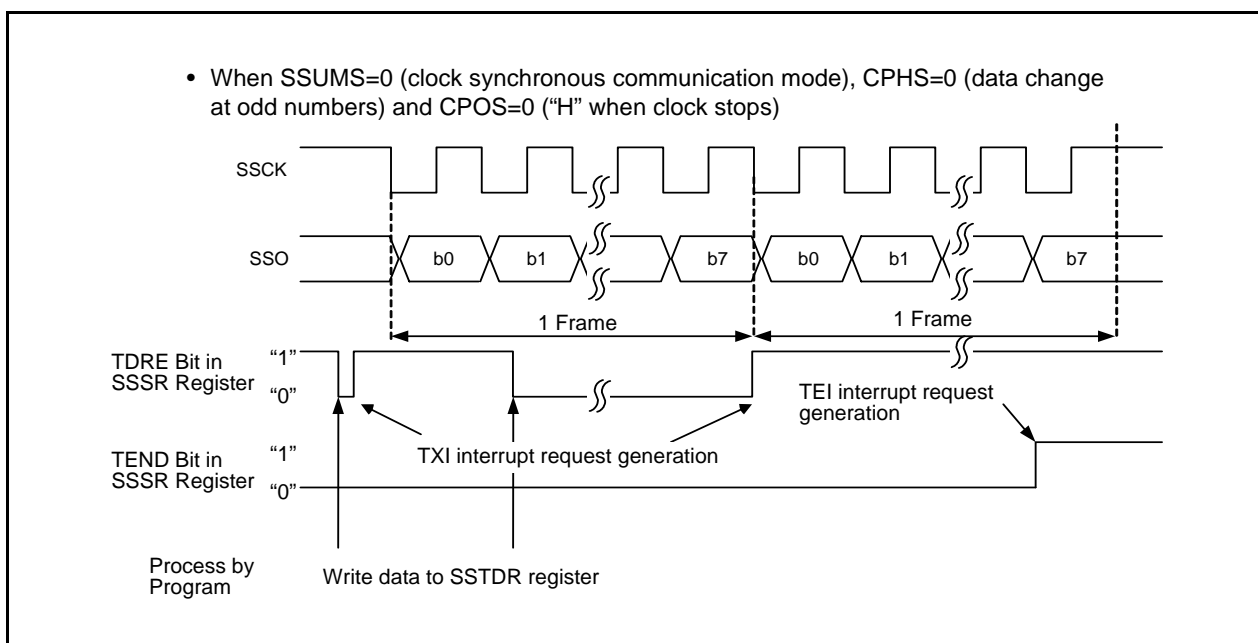 • When SSUMS=0 (clock synchronous communication mode), CPHS=0 (data change
at odd numbers) and CPOS=0 (“H” when clock stops)
SSCK
SSO
b0
b1
b7
b0
b1
b7
1 Frame
1 Frame
TDRE Bit in
SSSR Register
“1”
“0”
TEI interrupt request
generation
TXI interrupt request generation
TEND Bit in
SSSR Register
“1”
“0”
Process by
Program
Write data to SSTDR register